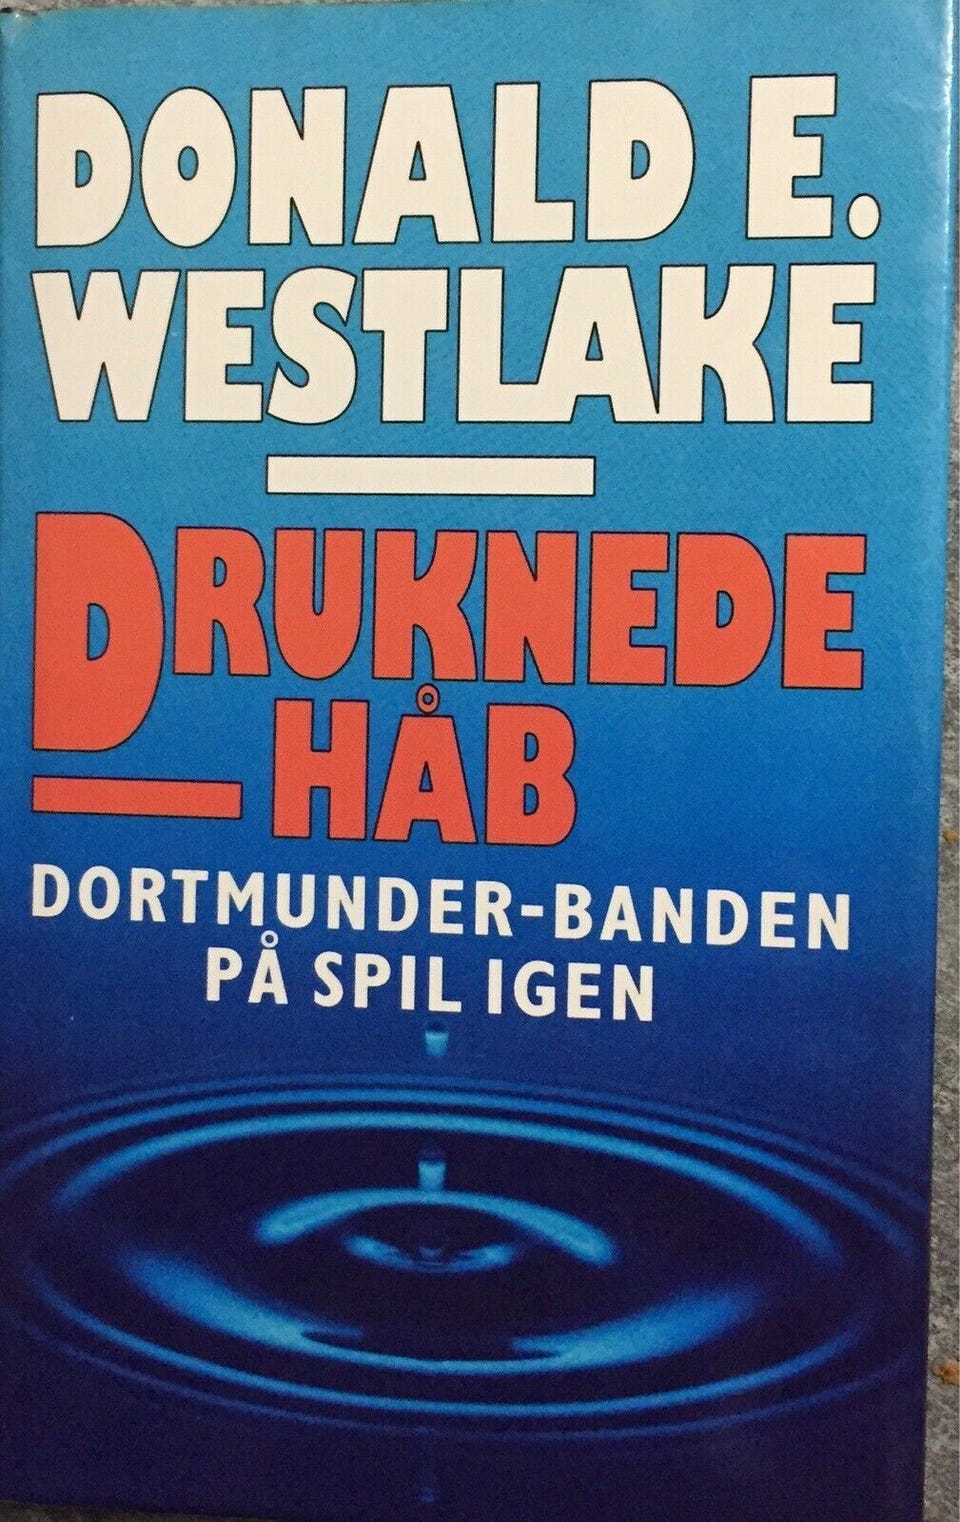 DONALD E.
WESTLAKE
DRUKNEDE
HÅB
DORTMUNDER-BANDEN
PÅ SPIL IGEN